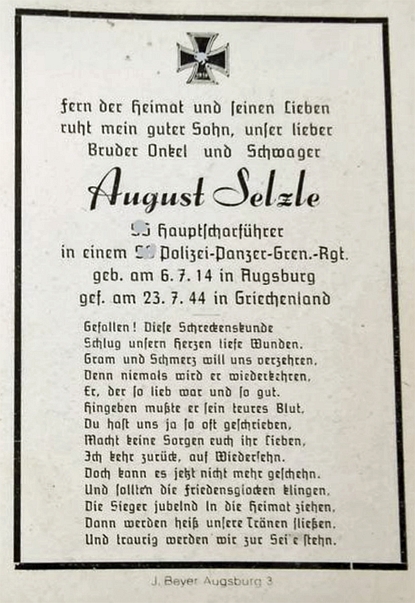 Fern der Heimat und seinen Lieben
ruht mein guter Sohn, unser lieber
Bruder Onkel und Schwager
August Selzle
Hauptscharführer
in einem Polizei-Panzer-Gren.-Rgt.
geb. am 6. 7. 14 in Augsburg
gef. am 23. 7. 44 in Griechenland
Gefallen! Diese Schreckenskunde
Schlug unsern Herzen tiefe Wunden,
Gram und Schmerz will uns verzehren,
Denn niemals wird er wiederkehren,
Er, der so lieb war und so gut.
Hingeben mußte er sein teures Blut,
Du hast uns ja so oft geschrieben,
Macht keine Sorgen euch ihr Lieben,
Ich kehr zurück, auf Wiedersehn.
Doch kann es jetzt nicht mehr geschehn.
Und sollten die Friedensglocken klingen,
Die Sieger jubelnd in die Heimat ziehen,
Dann werden heiß unsere Tränen fließen.
Und traurig werden wir zur Seite stehn.
J. Beyer Augsburg 3